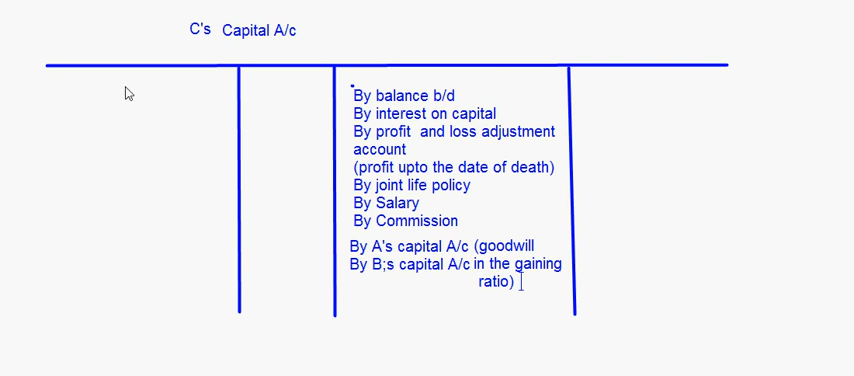 C's Capital A/c
By balance b/d
By interest on capital
By profit and loss adjustment
account
(profit upto the date of death)
By joint life policy
By Salary
By Commission
By A's capital A/c (goodwill
By B;s capital A/c in the gaining
ratio)